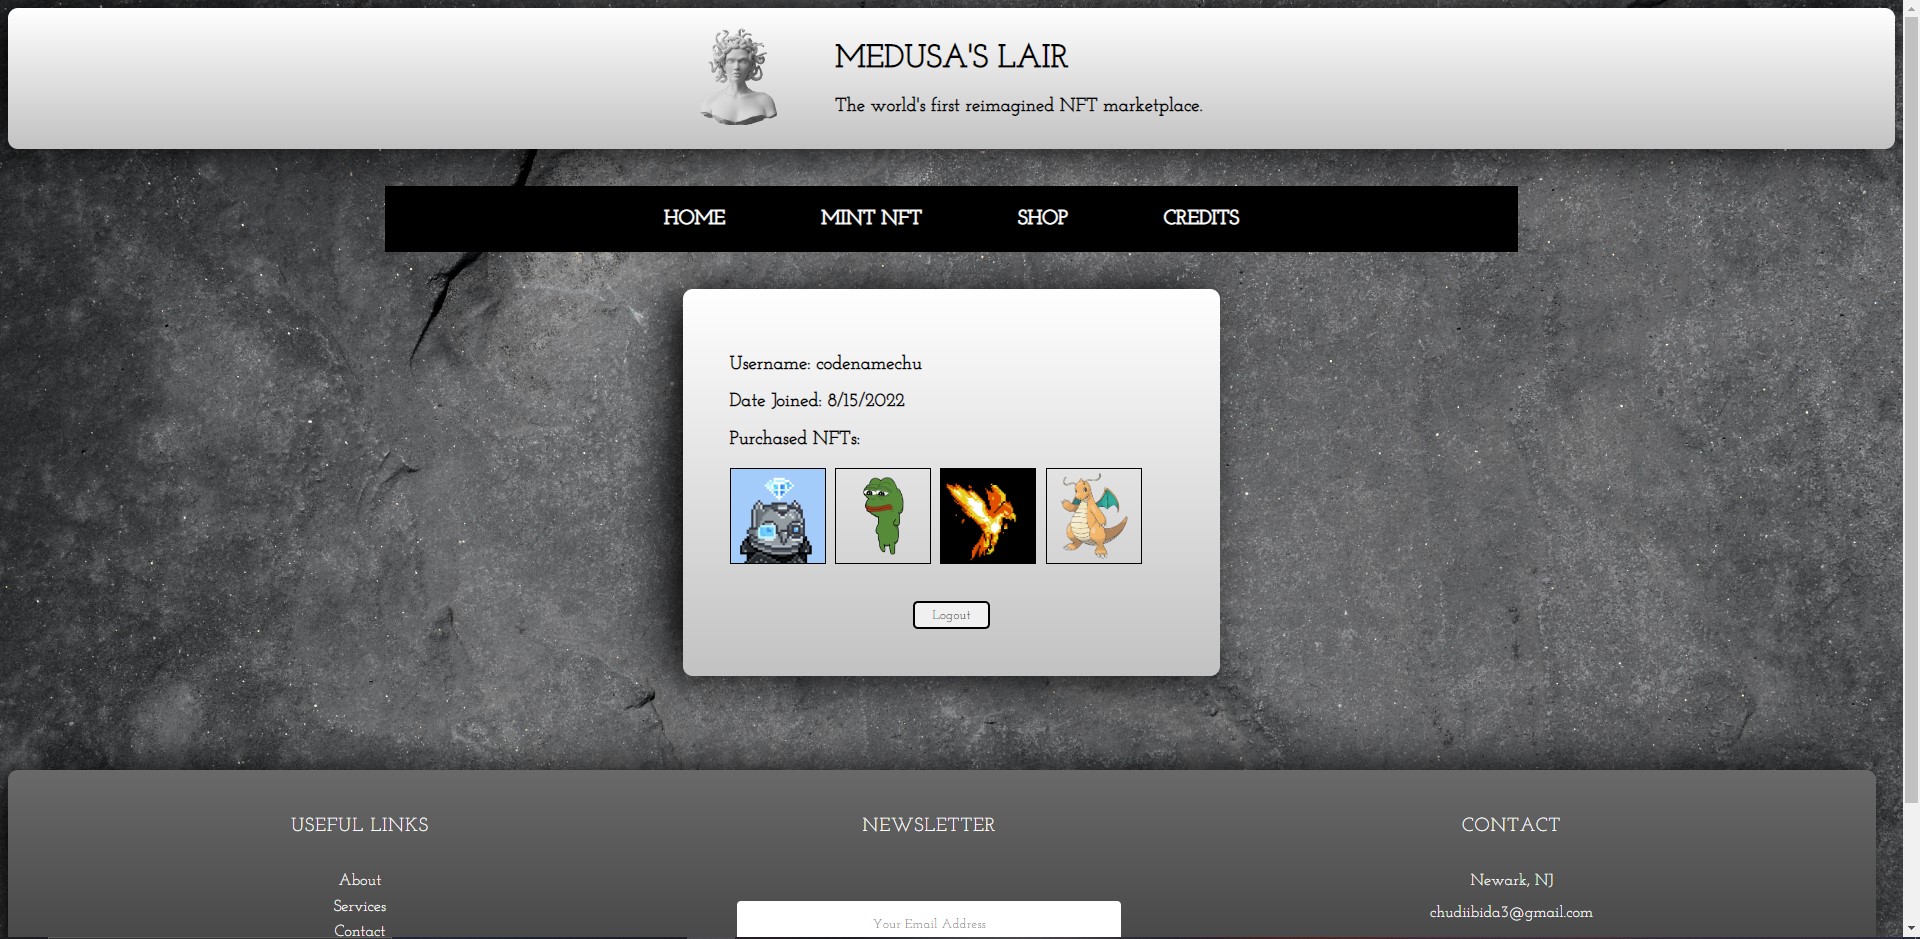 MEDUSA'S LAIR
The world's first reimagined NFT marketplace.
HOME MINT NFT SHOP CREDITS
Username: codenamechu
Date Joined: 8/15/2022
Purchased NFTs:
Logout
USEFUL LINKS
About
Services
Contact
NEWSLETTER
Your Email Address
CONTACT
Newark, NJ
chudiibida3@gmail.com